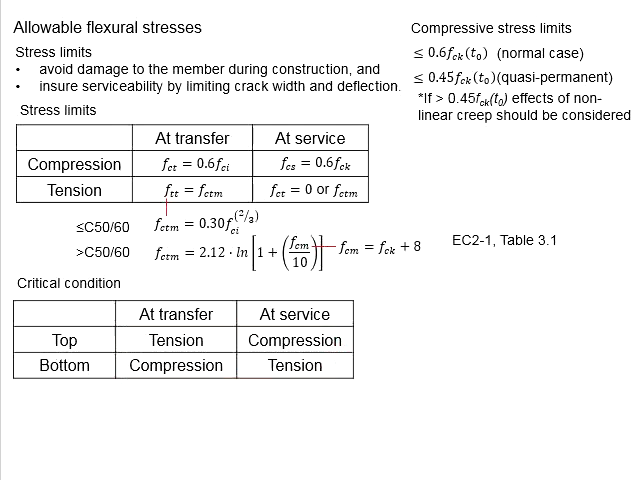 Allowable flexural stresses
Stress limits
• avoid damage to the member during construction, and
• insure serviceability by limiting crack width and deflection.
Stress limits
At transfer At service
Compression f_ct = 0.6f_ci f_cs = 0.6f_ck
Tension f_tt = f_ctm f_ct = 0 or f_ctm
≤C50/60 f_ctm = 0.30f_ci^(2/3)
>C50/60 f_ctm = 2.12 · ln[1 + (f_cm/10)] f_cm = f_ck + 8
EC2-1, Table 3.1
Critical condition
At transfer At service
Top Tension Compression
Bottom Compression Tension
Compressive stress limits
≤ 0.6f_ck(t_0) (normal case)
≤ 0.45f_ck(t_0)(quasi-permanent)
*If > 0.45f_ck(t_0) effects of non-
linear creep should be considered